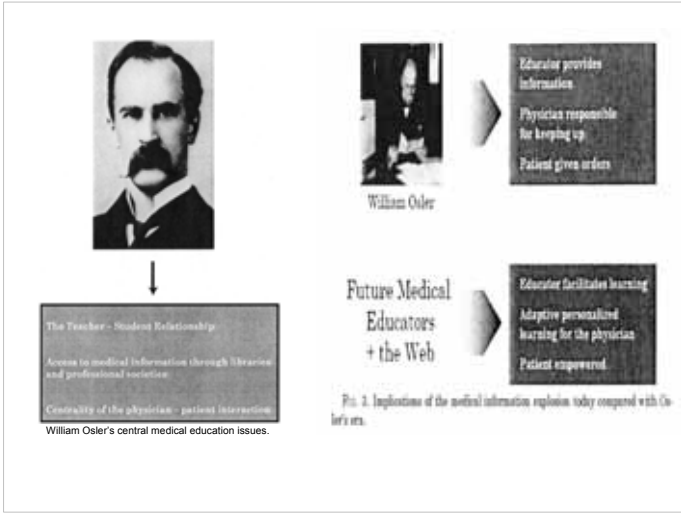 The Teacher - Student Relationship
Access to medical information through libraries
and professional societies
Centrality of the physician - patient interaction
William Osler's central medical education issues.
William Osler
Educator provides
information
Physician responsible
for keeping up
Patient given orders
Future Medical
Educators
+ the Web
Educator facilitates learning
Adaptive personalized
learning for the physician
Patient empowered
FIG. 3. Implications of the medical information explosion today compared with Os-
ler's era.